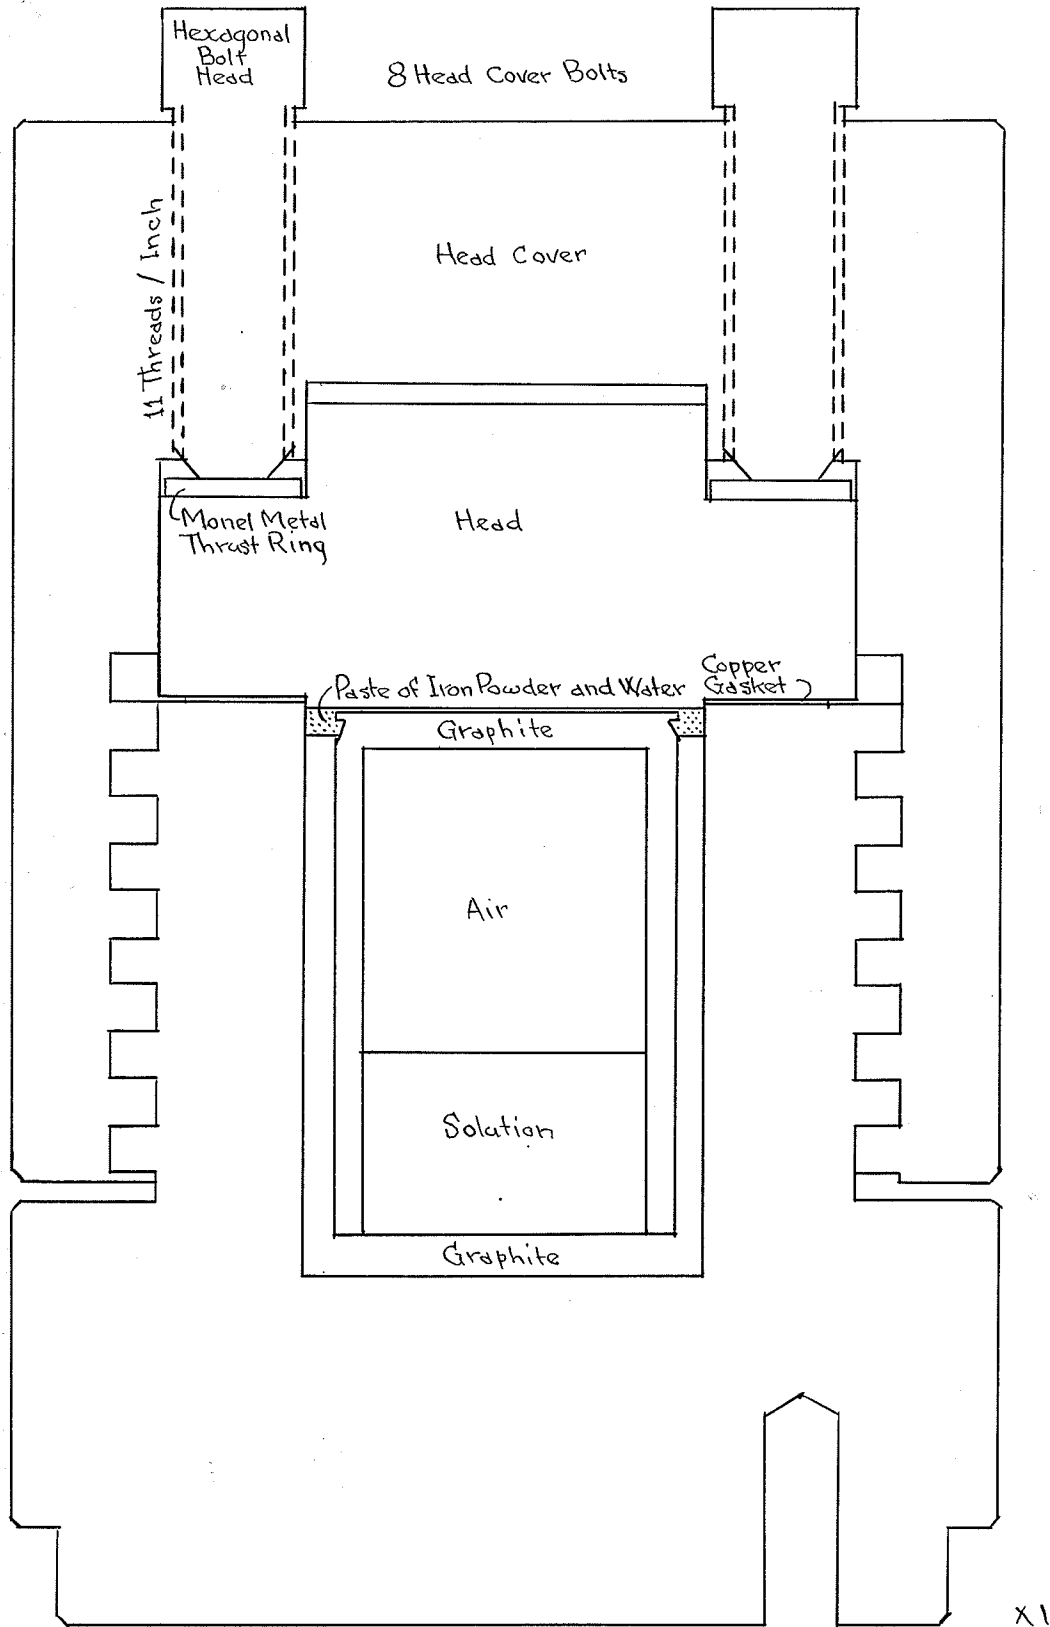 Hexagonal
Bolt
Head
8 Head Cover Bolts
11 Threads / Inch
Head Cover
Monel Metal
Thrust Ring
Head
Paste of Iron Powder and Water
Copper
Gasket
Graphite
Air
Solution
Graphite
X1